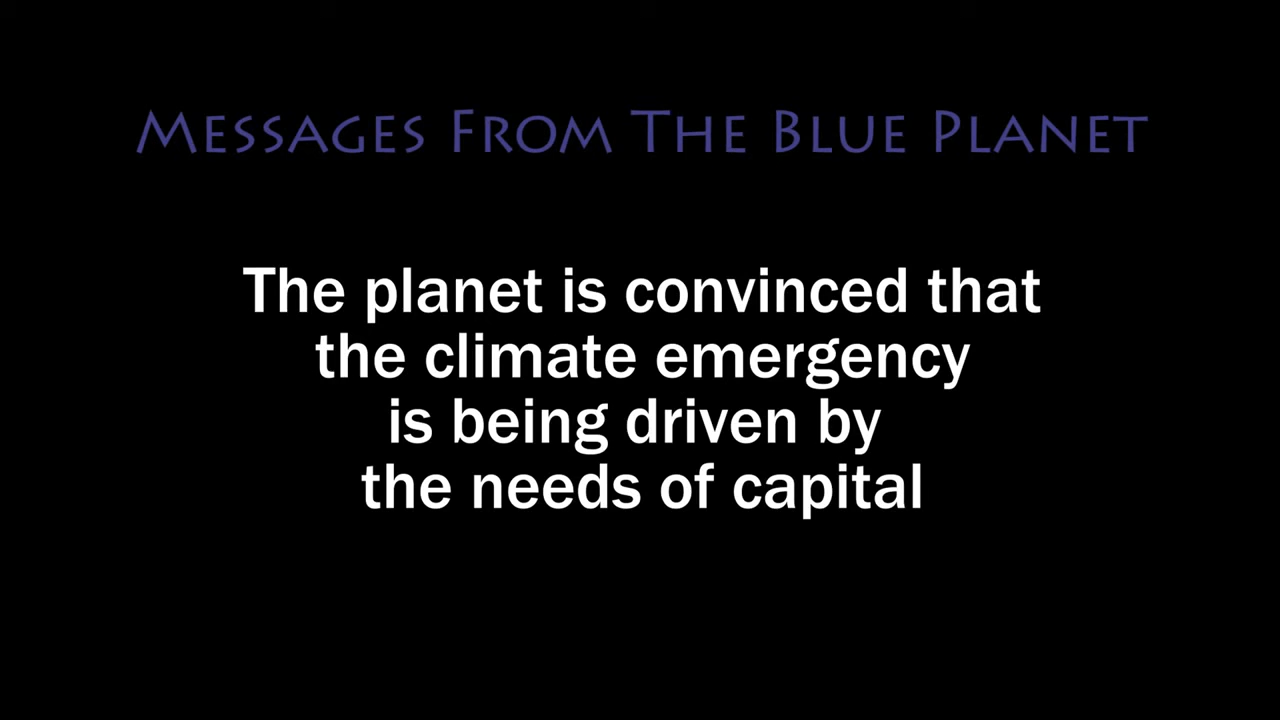 Messages From The Blue Planet
The planet is convinced that
the climate emergency
is being driven by
the needs of capital